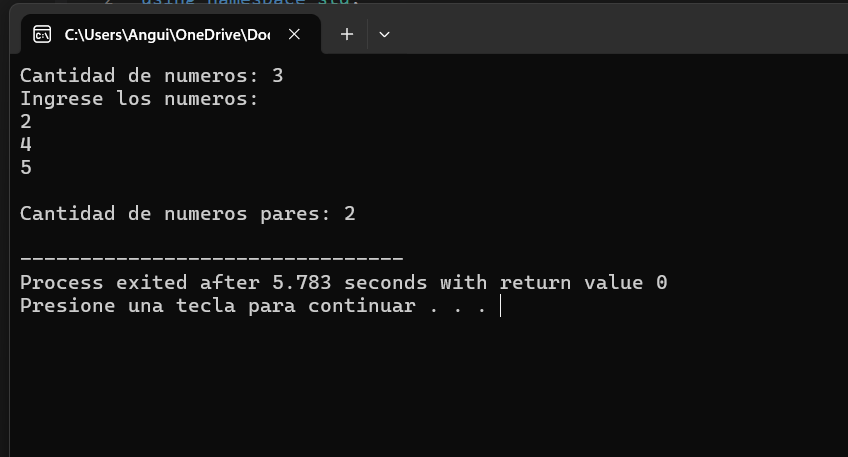 2 using namespace std;
C:\Users\Angui\OneDrive\Doc
Cantidad de numeros: 3
Ingrese los numeros:
2
4
5
Cantidad de numeros pares: 2
--------------------------------
Process exited after 5.783 seconds with return value 0
Presione una tecla para continuar . . .